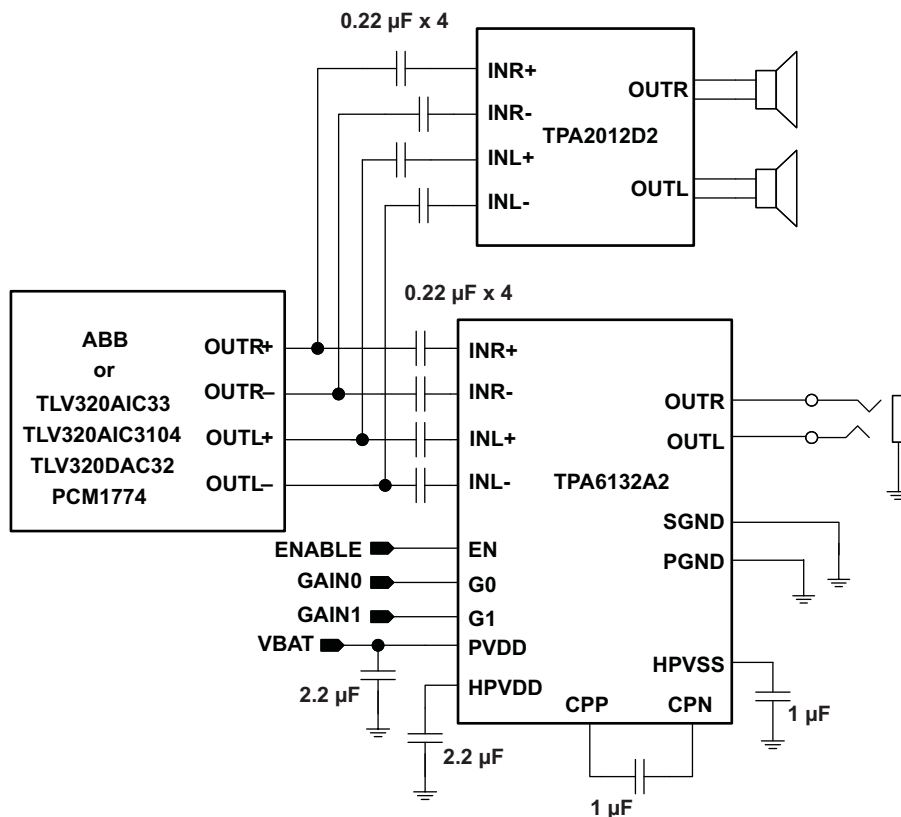 0.22 µF x 4
INR+
INR-
INL+
INL-
OUTR
TPA2012D2
OUTL
0.22 µF x 4
ABB
or
TLV320AIC33
TLV320AIC3104
TLV320DAC32
PCM1774
OUTR+
OUTR–
OUTL+
OUTL–
INR+
INR-
INL+
INL-
OUTR
OUTL
TPA6132A2
SGND
PGND
ENABLE
EN
GAIN0
G0
GAIN1
G1
VBAT
PVDD
HPVDD
HPVSS
2.2 µF
2.2 µF
CPP
CPN
1 µF
1 µF